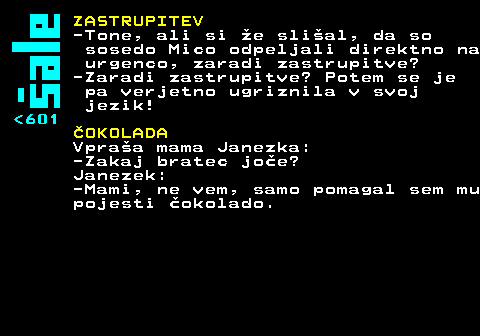 šale
<601
ZASTRUPITEV
-Tone, ali si že slišal, da so
sosedo Mico odpeljali direktno na
urgenco, zaradi zastrupitve?
-Zaradi zastrupitve? Potem se je
pa verjetno ugriznila v svoj
jezik!
ČOKOLADA
Vpraša mama Janezka:
-Zakaj bratec joče?
Janezek:
-Mami, ne vem, samo pomagal sem mu
pojesti čokolado.